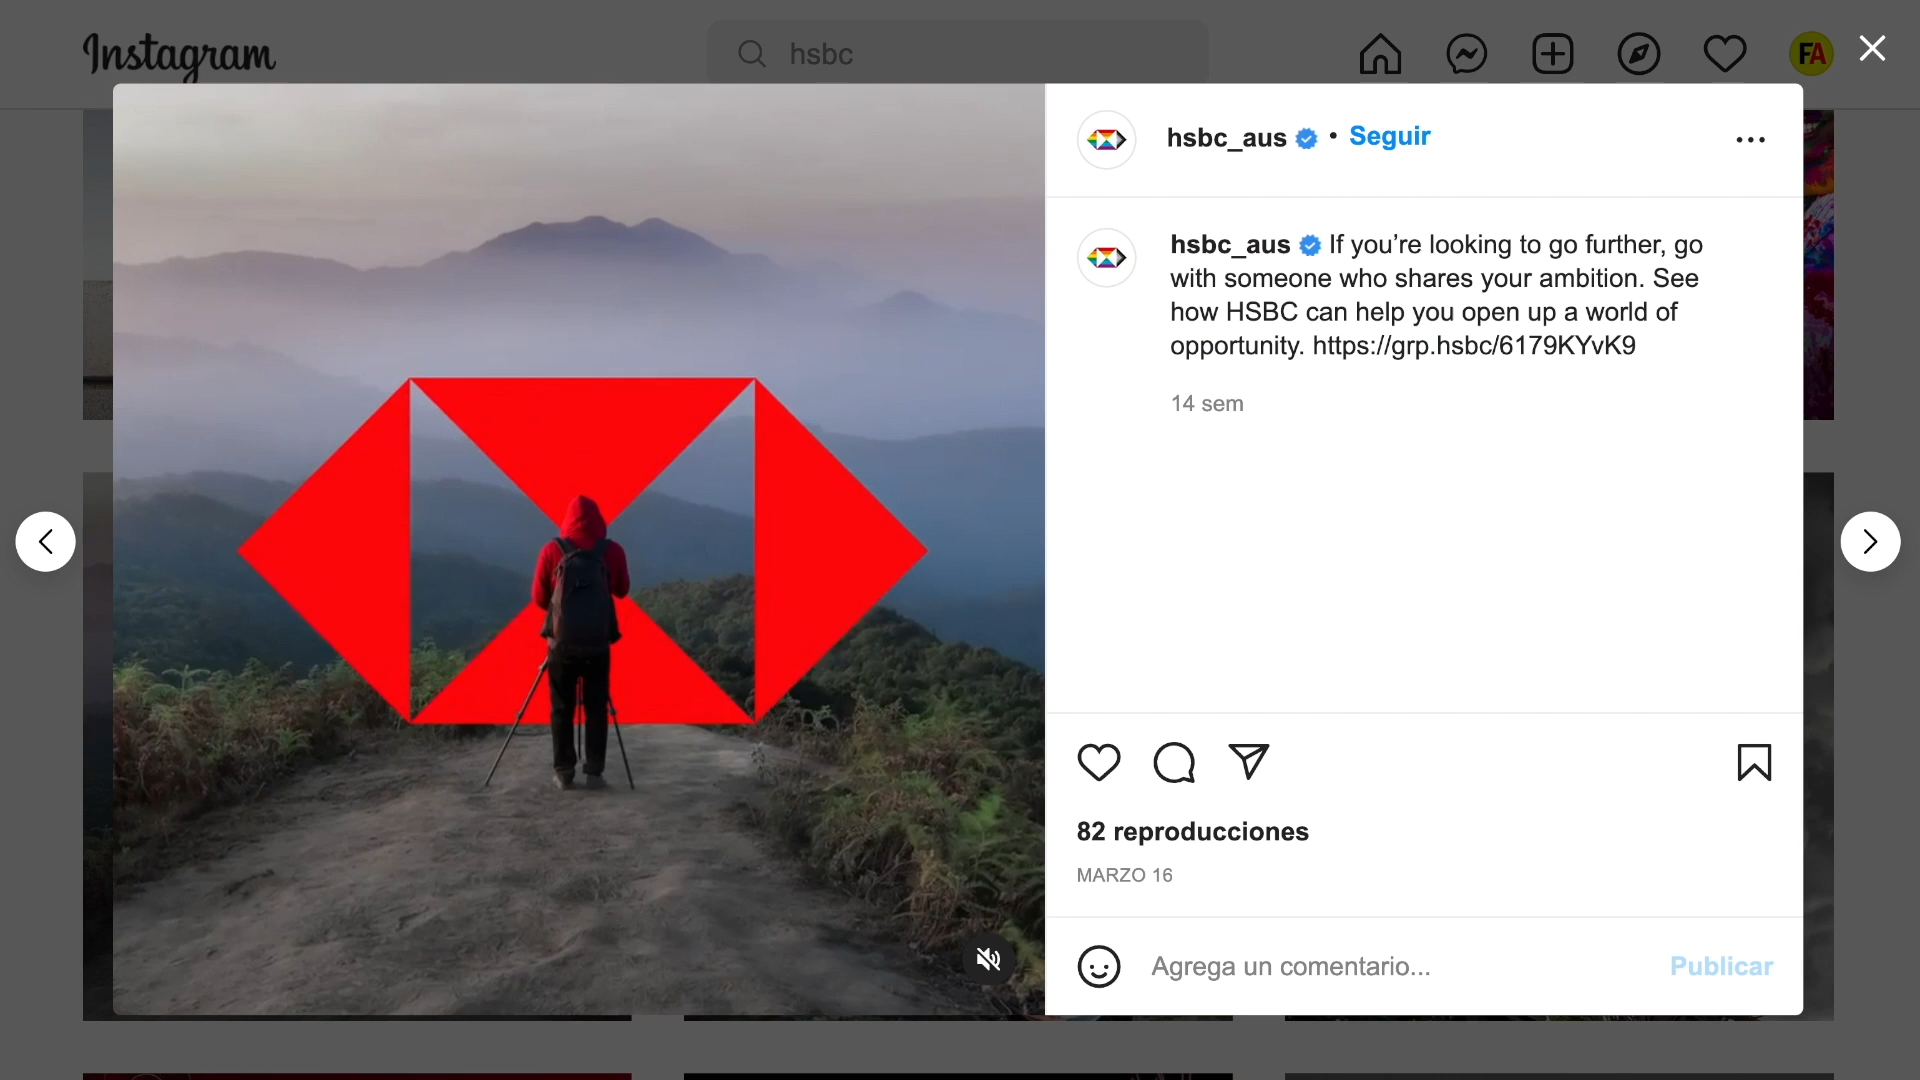 Instagram
hsbc
FA
hsbc_aus • Seguir
hsbc_aus If you’re looking to go further, go
with someone who shares your ambition. See
how HSBC can help you open up a world of
opportunity. https://grp.hsbc/6179KYvK9
14 sem
82 reproducciones
MARZO 16
Agrega un comentario...
Publicar